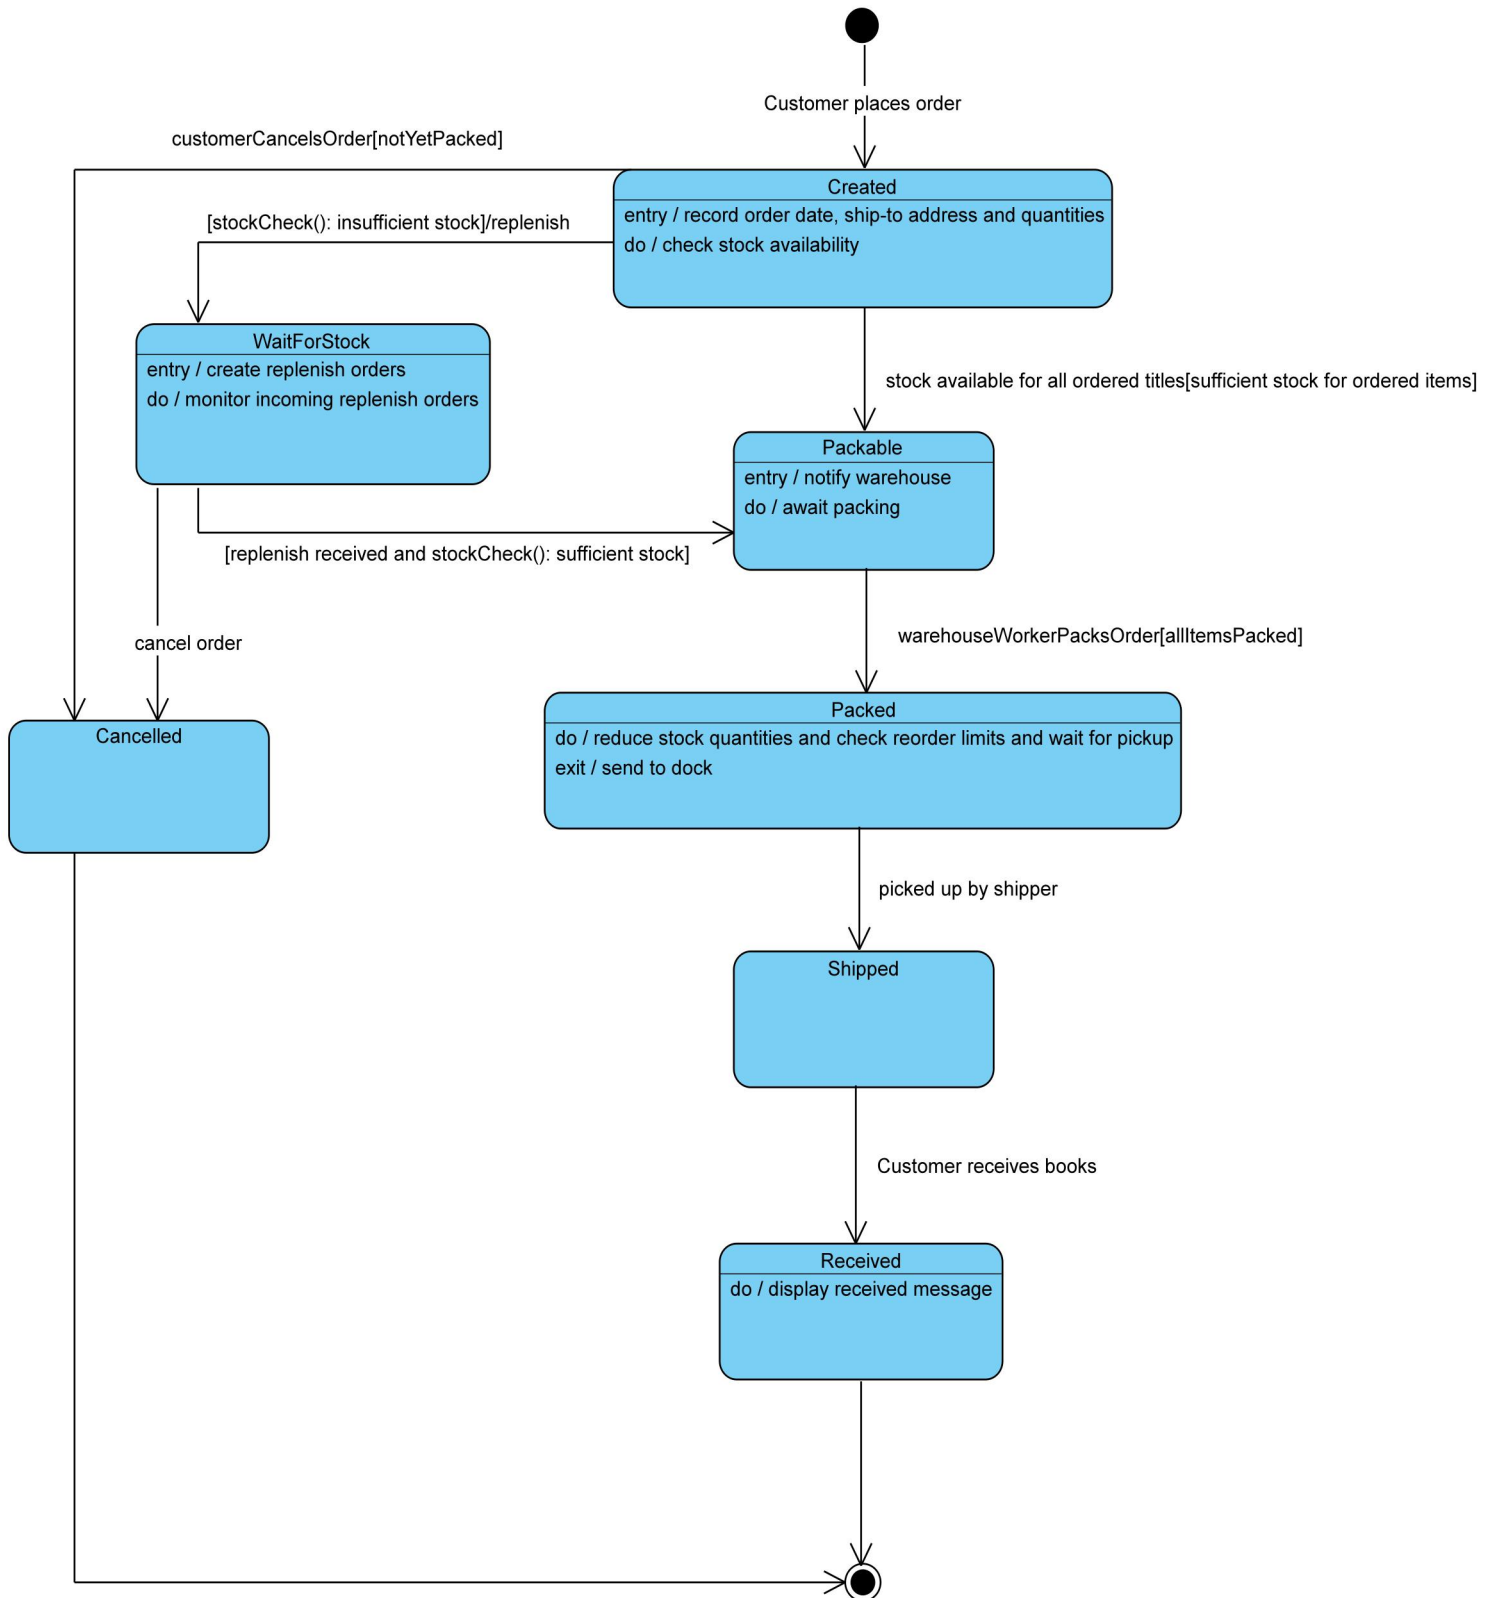 Customer places order
customerCancelsOrder[notYetPacked]
Created
entry / record order date, ship-to address and quantities
do / check stock availability
[stockCheck(): insufficient stock]/replenish
WaitForStock
entry / create replenish orders
do / monitor incoming replenish orders
stock available for all ordered titles[sufficient stock for ordered items]
Packable
entry / notify warehouse
do / await packing
[replenish received and stockCheck(): sufficient stock]
cancel order
warehouseWorkerPacksOrder[allItemsPacked]
Packed
do / reduce stock quantities and check reorder limits and wait for pickup
exit / send to dock
Cancelled
picked up by shipper
Shipped
Customer receives books
Received
do / display received message